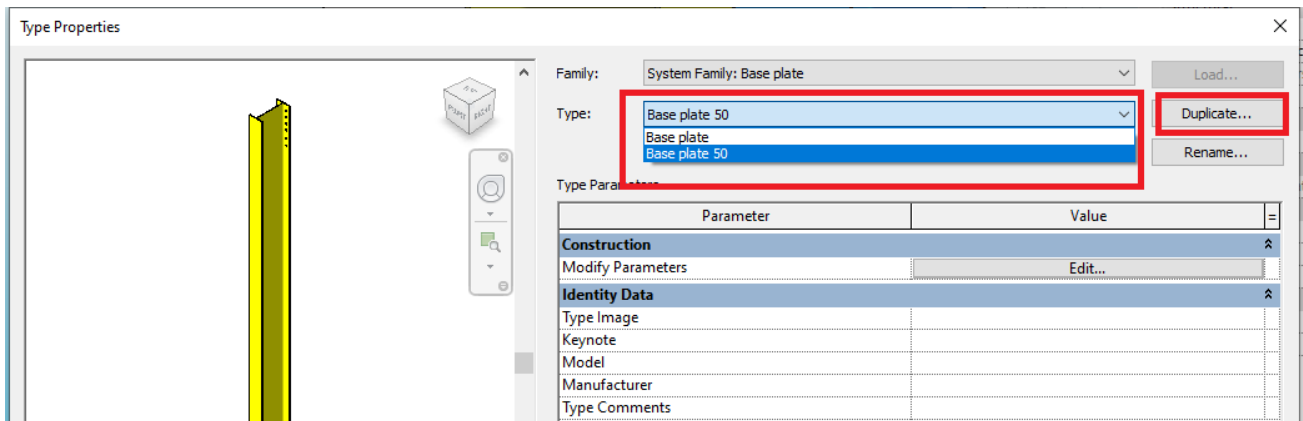 Type Properties
Family:
System Family: Base plate
Load...
Type:
Base plate 50
Duplicate...
Base plate
Base plate 50
Rename...
Type Parameters
Parameter
Value
=
Construction
Modify Parameters
Edit...
Identity Data
Type Image
Keynote
Model
Manufacturer
Type Comments